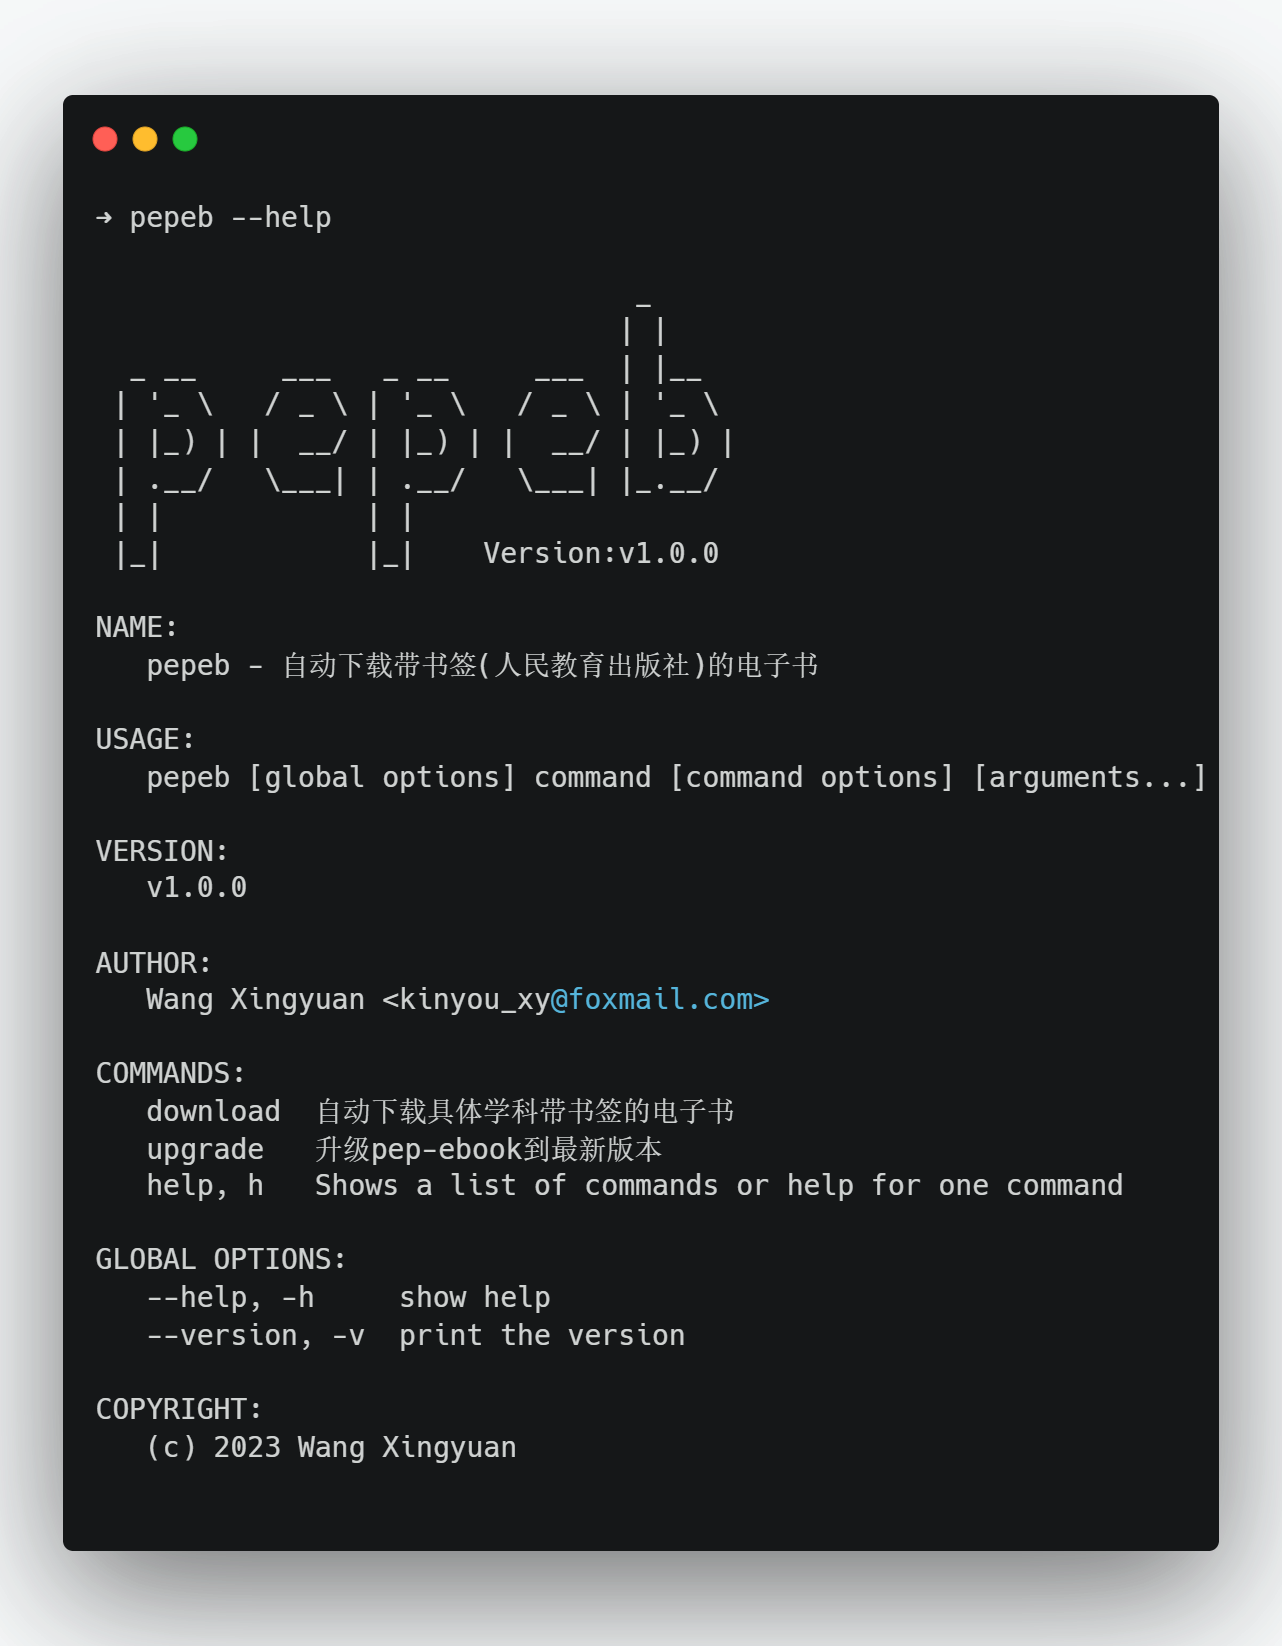 ➜ pepeb --help
                                _
                               | |
  _ __     ___   _ __     ___  | |__
 | '_ \   / _ \ | '_ \   / _ \ | '_ \
 | |_) | |  __/ | |_) | |  __/ | |_) |
 | .__/   \___| | .__/   \___| |_.__/
 | |            | |
 |_|            |_|    Version:v1.0.0
NAME:
   pepeb - 自动下载带书签(人民教育出版社)的电子书
USAGE:
   pepeb [global options] command [command options] [arguments...]
VERSION:
   v1.0.0
AUTHOR:
   Wang Xingyuan <kinyou_xy@foxmail.com>
COMMANDS:
   download  自动下载具体学科带书签的电子书
   upgrade   升级pep-ebook到最新版本
   help, h   Shows a list of commands or help for one command
GLOBAL OPTIONS:
   --help, -h     show help
   --version, -v  print the version
COPYRIGHT:
   (c) 2023 Wang Xingyuan